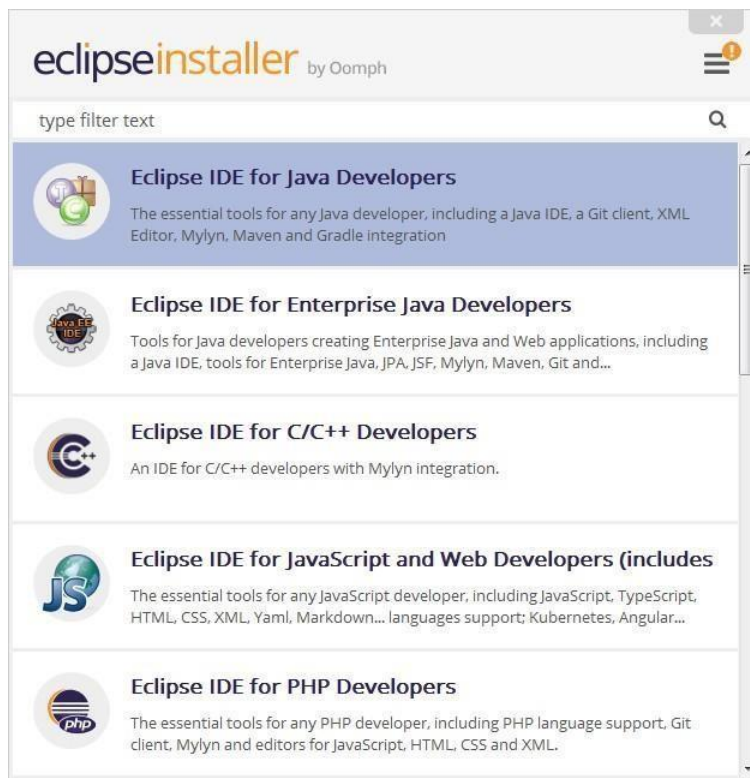 eclipseinstaller by Oomph
type filter text
Eclipse IDE for Java Developers
The essential tools for any Java developer, including a Java IDE, a Git client, XML
Editor, Mylyn, Maven and Gradle integration
Java EE
IDE
Eclipse IDE for Enterprise Java Developers
Tools for Java developers creating Enterprise Java and Web applications, including
a Java IDE, tools for Enterprise Java, JPA, JSF, Mylyn, Maven, Git and...
C++
Eclipse IDE for C/C++ Developers
An IDE for C/C++ developers with Mylyn integration.
JS
Eclipse IDE for JavaScript and Web Developers (includes
The essential tools for any JavaScript developer, including JavaScript, TypeScript,
HTML, CSS, XML, Yaml, Markdown... languages support; Kubernetes, Angular...
php
Eclipse IDE for PHP Developers
The essential tools for any PHP developer, including PHP language support, Git
client, Mylyn and editors for JavaScript, HTML, CSS and XML.